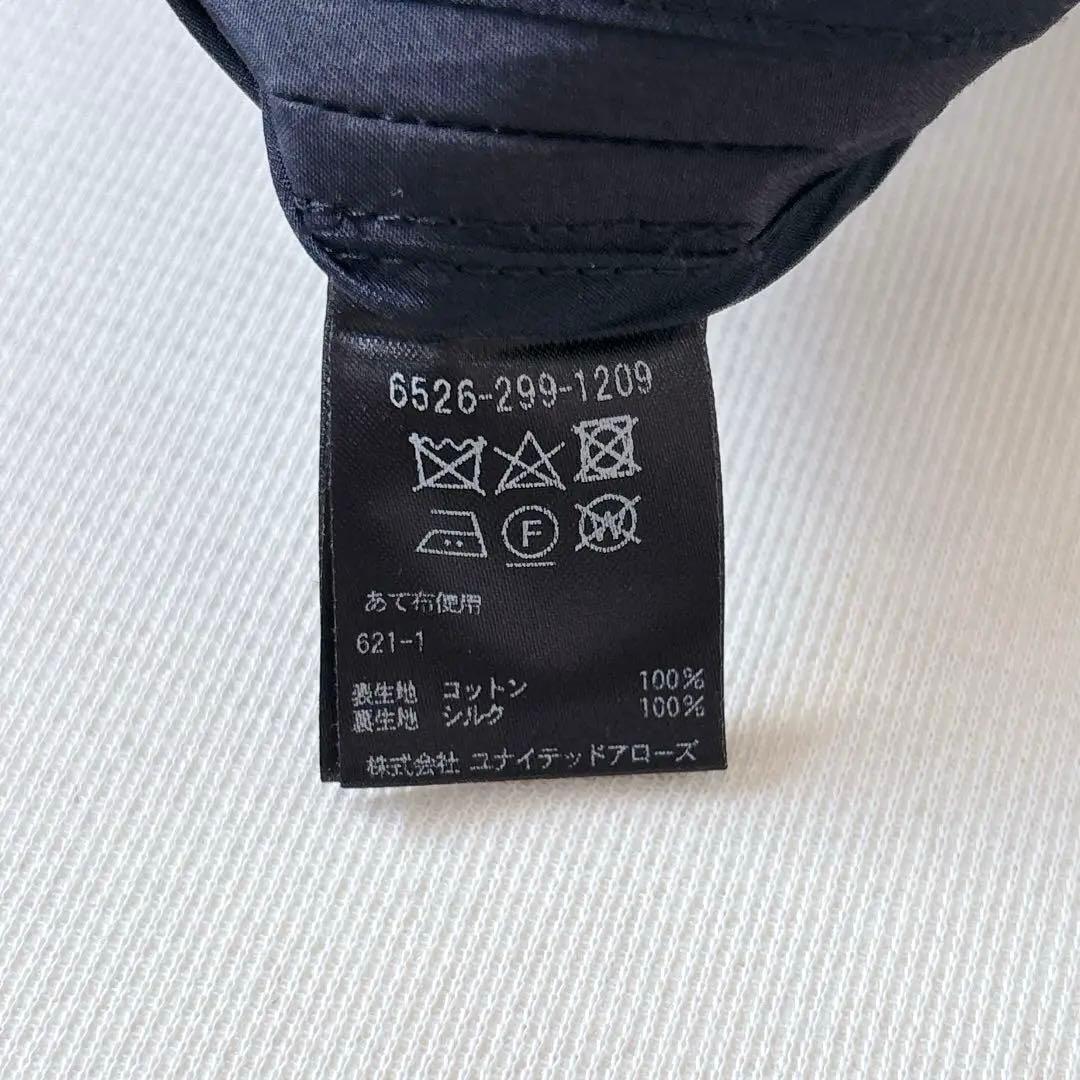 6526-299-1209
F
W
あて布使用
621-1
表生地 コットン 100%
裏生地 シルク 100%
株式会社 ユナイテッドアローズ